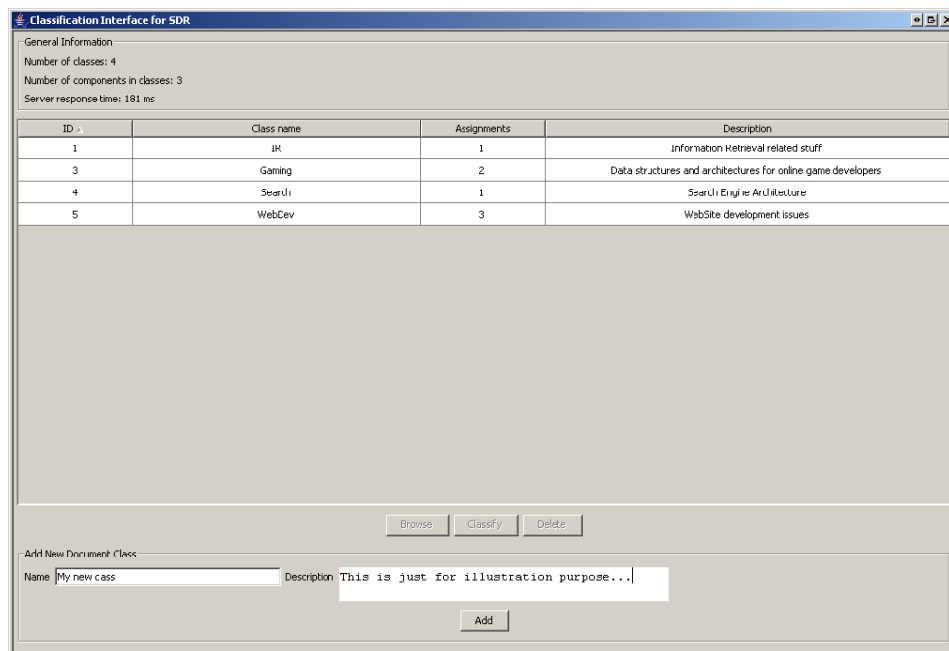 Classification Interface for SDR
General Information
Number of classes: 4
Number of components in classes: 3
Server response time: 181 ms
ID Class name Assignments Description
1 IR 1 Information Retrieval related stuff
3 Gaming 2 Data structures and architectures for online game developers
4 Search 1 Search Engine Architecture
5 WebDev 3 WebSite development issues
Browse Classify Delete
Add New Document Class
Name My new cass Description This is just for illustration purpose...
Add